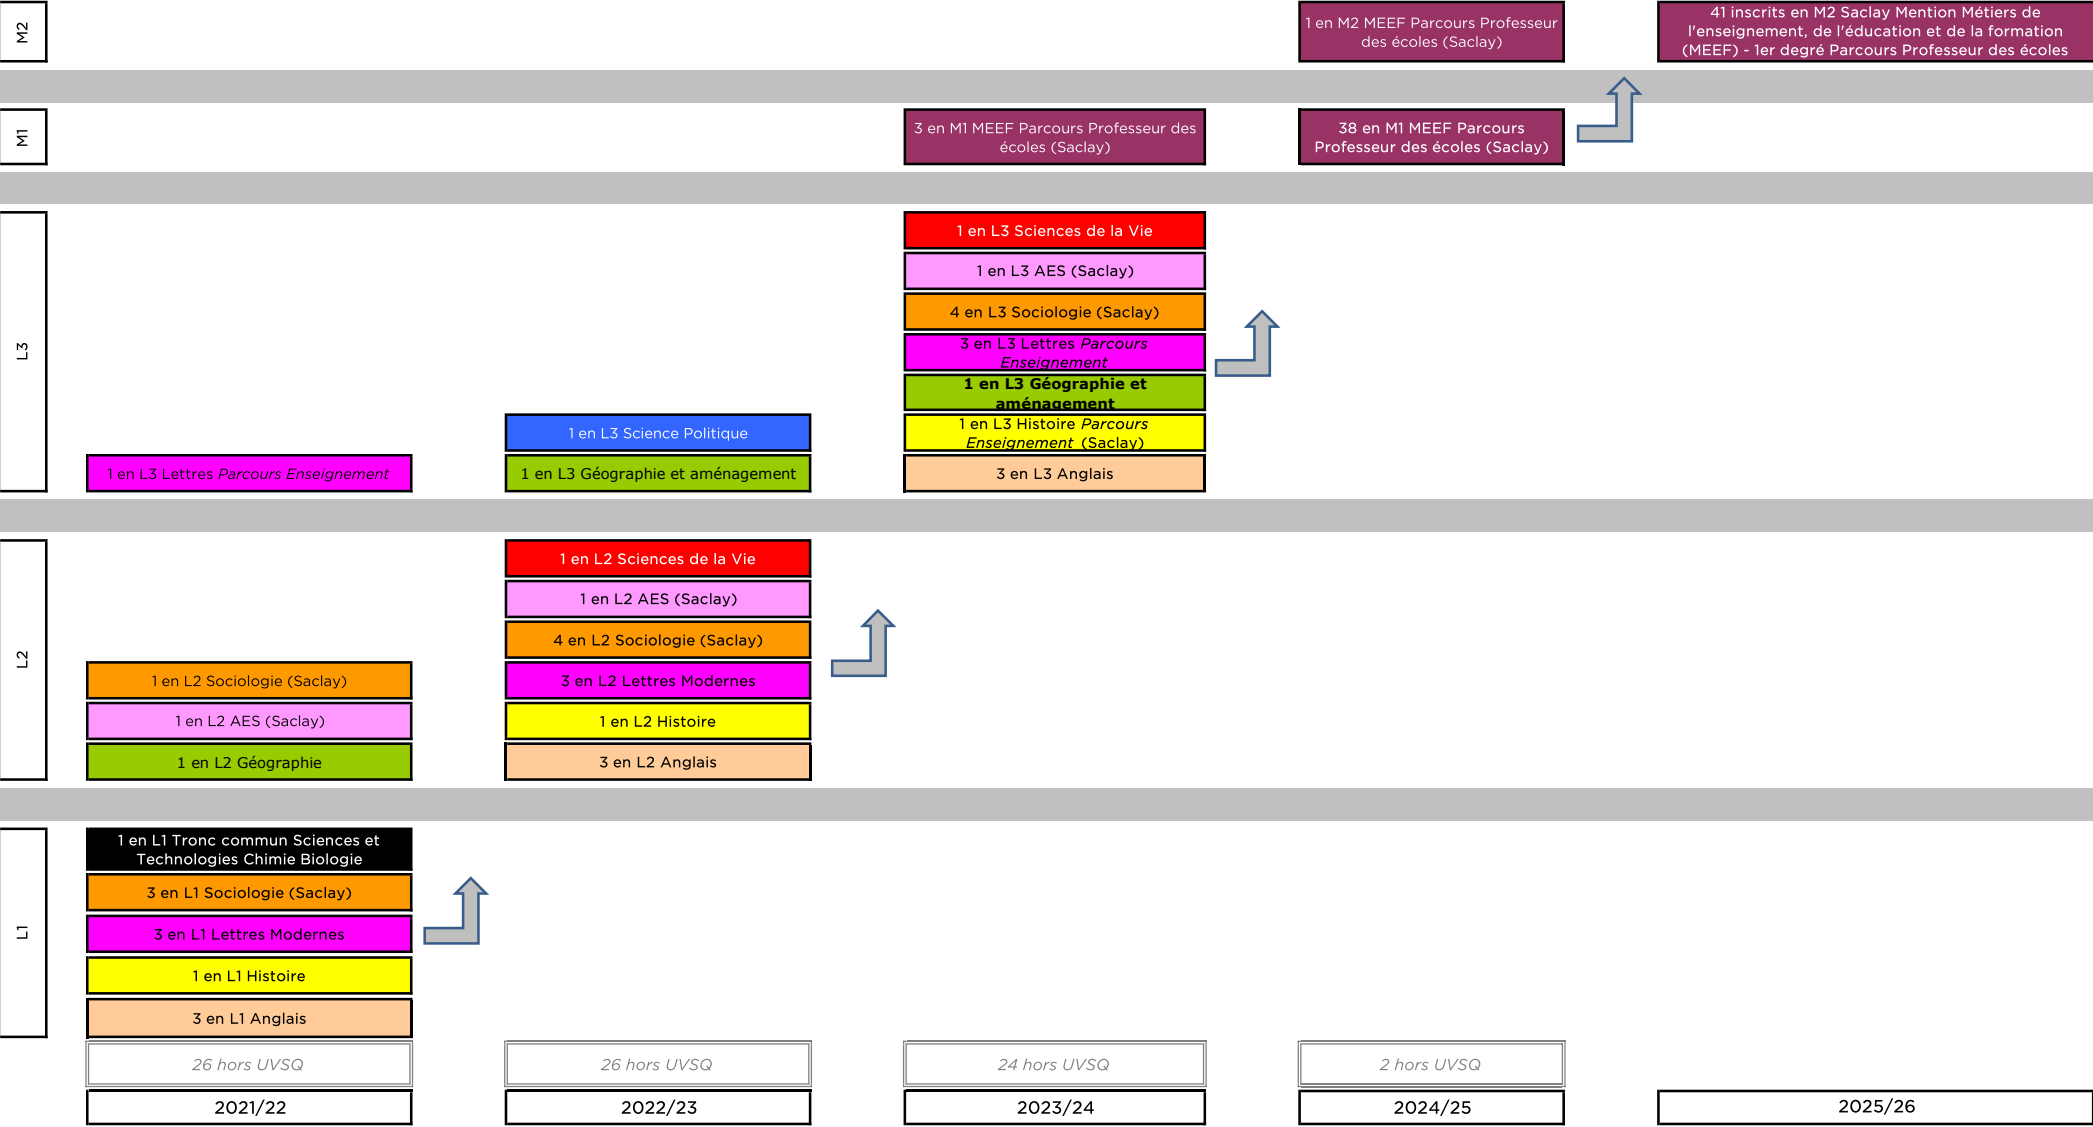 M2
1 en M2 MEEF Parcours Professeur
des écoles (Saclay)
41 inscrits en M2 Saclay Mention Métiers de
l'enseignement, de l'éducation et de la formation
(MEEF) - 1er degré Parcours Professeur des écoles
M1
3 en M1 MEEF Parcours Professeur des
écoles (Saclay)
38 en M1 MEEF Parcours
Professeur des écoles (Saclay)
L3
1 en L3 Sciences de la Vie
1 en L3 AES (Saclay)
4 en L3 Sociologie (Saclay)
3 en L3 Lettres Parcours
Enseignement
1 en L3 Géographie et
aménagement
1 en L3 Science Politique
1 en L3 Histoire Parcours
Enseignement (Saclay)
1 en L3 Lettres Parcours Enseignement
1 en L3 Géographie et aménagement
3 en L3 Anglais
L2
1 en L2 Sciences de la Vie
1 en L2 AES (Saclay)
4 en L2 Sociologie (Saclay)
1 en L2 Sociologie (Saclay)
3 en L2 Lettres Modernes
1 en L2 AES (Saclay)
1 en L2 Histoire
1 en L2 Géographie
3 en L2 Anglais
L1
1 en L1 Tronc commun Sciences et
Technologies Chimie Biologie
3 en L1 Sociologie (Saclay)
3 en L1 Lettres Modernes
1 en L1 Histoire
3 en L1 Anglais
26 hors UVSQ
26 hors UVSQ
24 hors UVSQ
2 hors UVSQ
2021/22
2022/23
2023/24
2024/25
2025/26